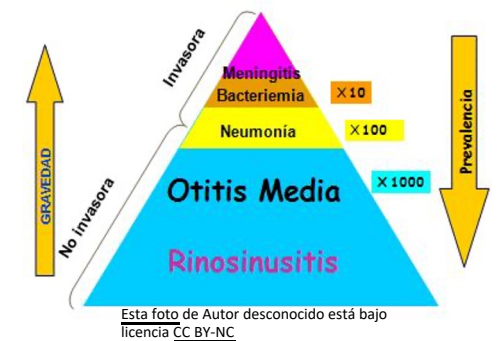 Invasora
Meningitis
Bacteriemia
X10
Prevalencia
Neumonía
X100
GRAVEDAD
No invasora
Otitis Media
X1000
Rinosinusitis
Esta foto de Autor desconocido está bajo
licencia CC BY-NC